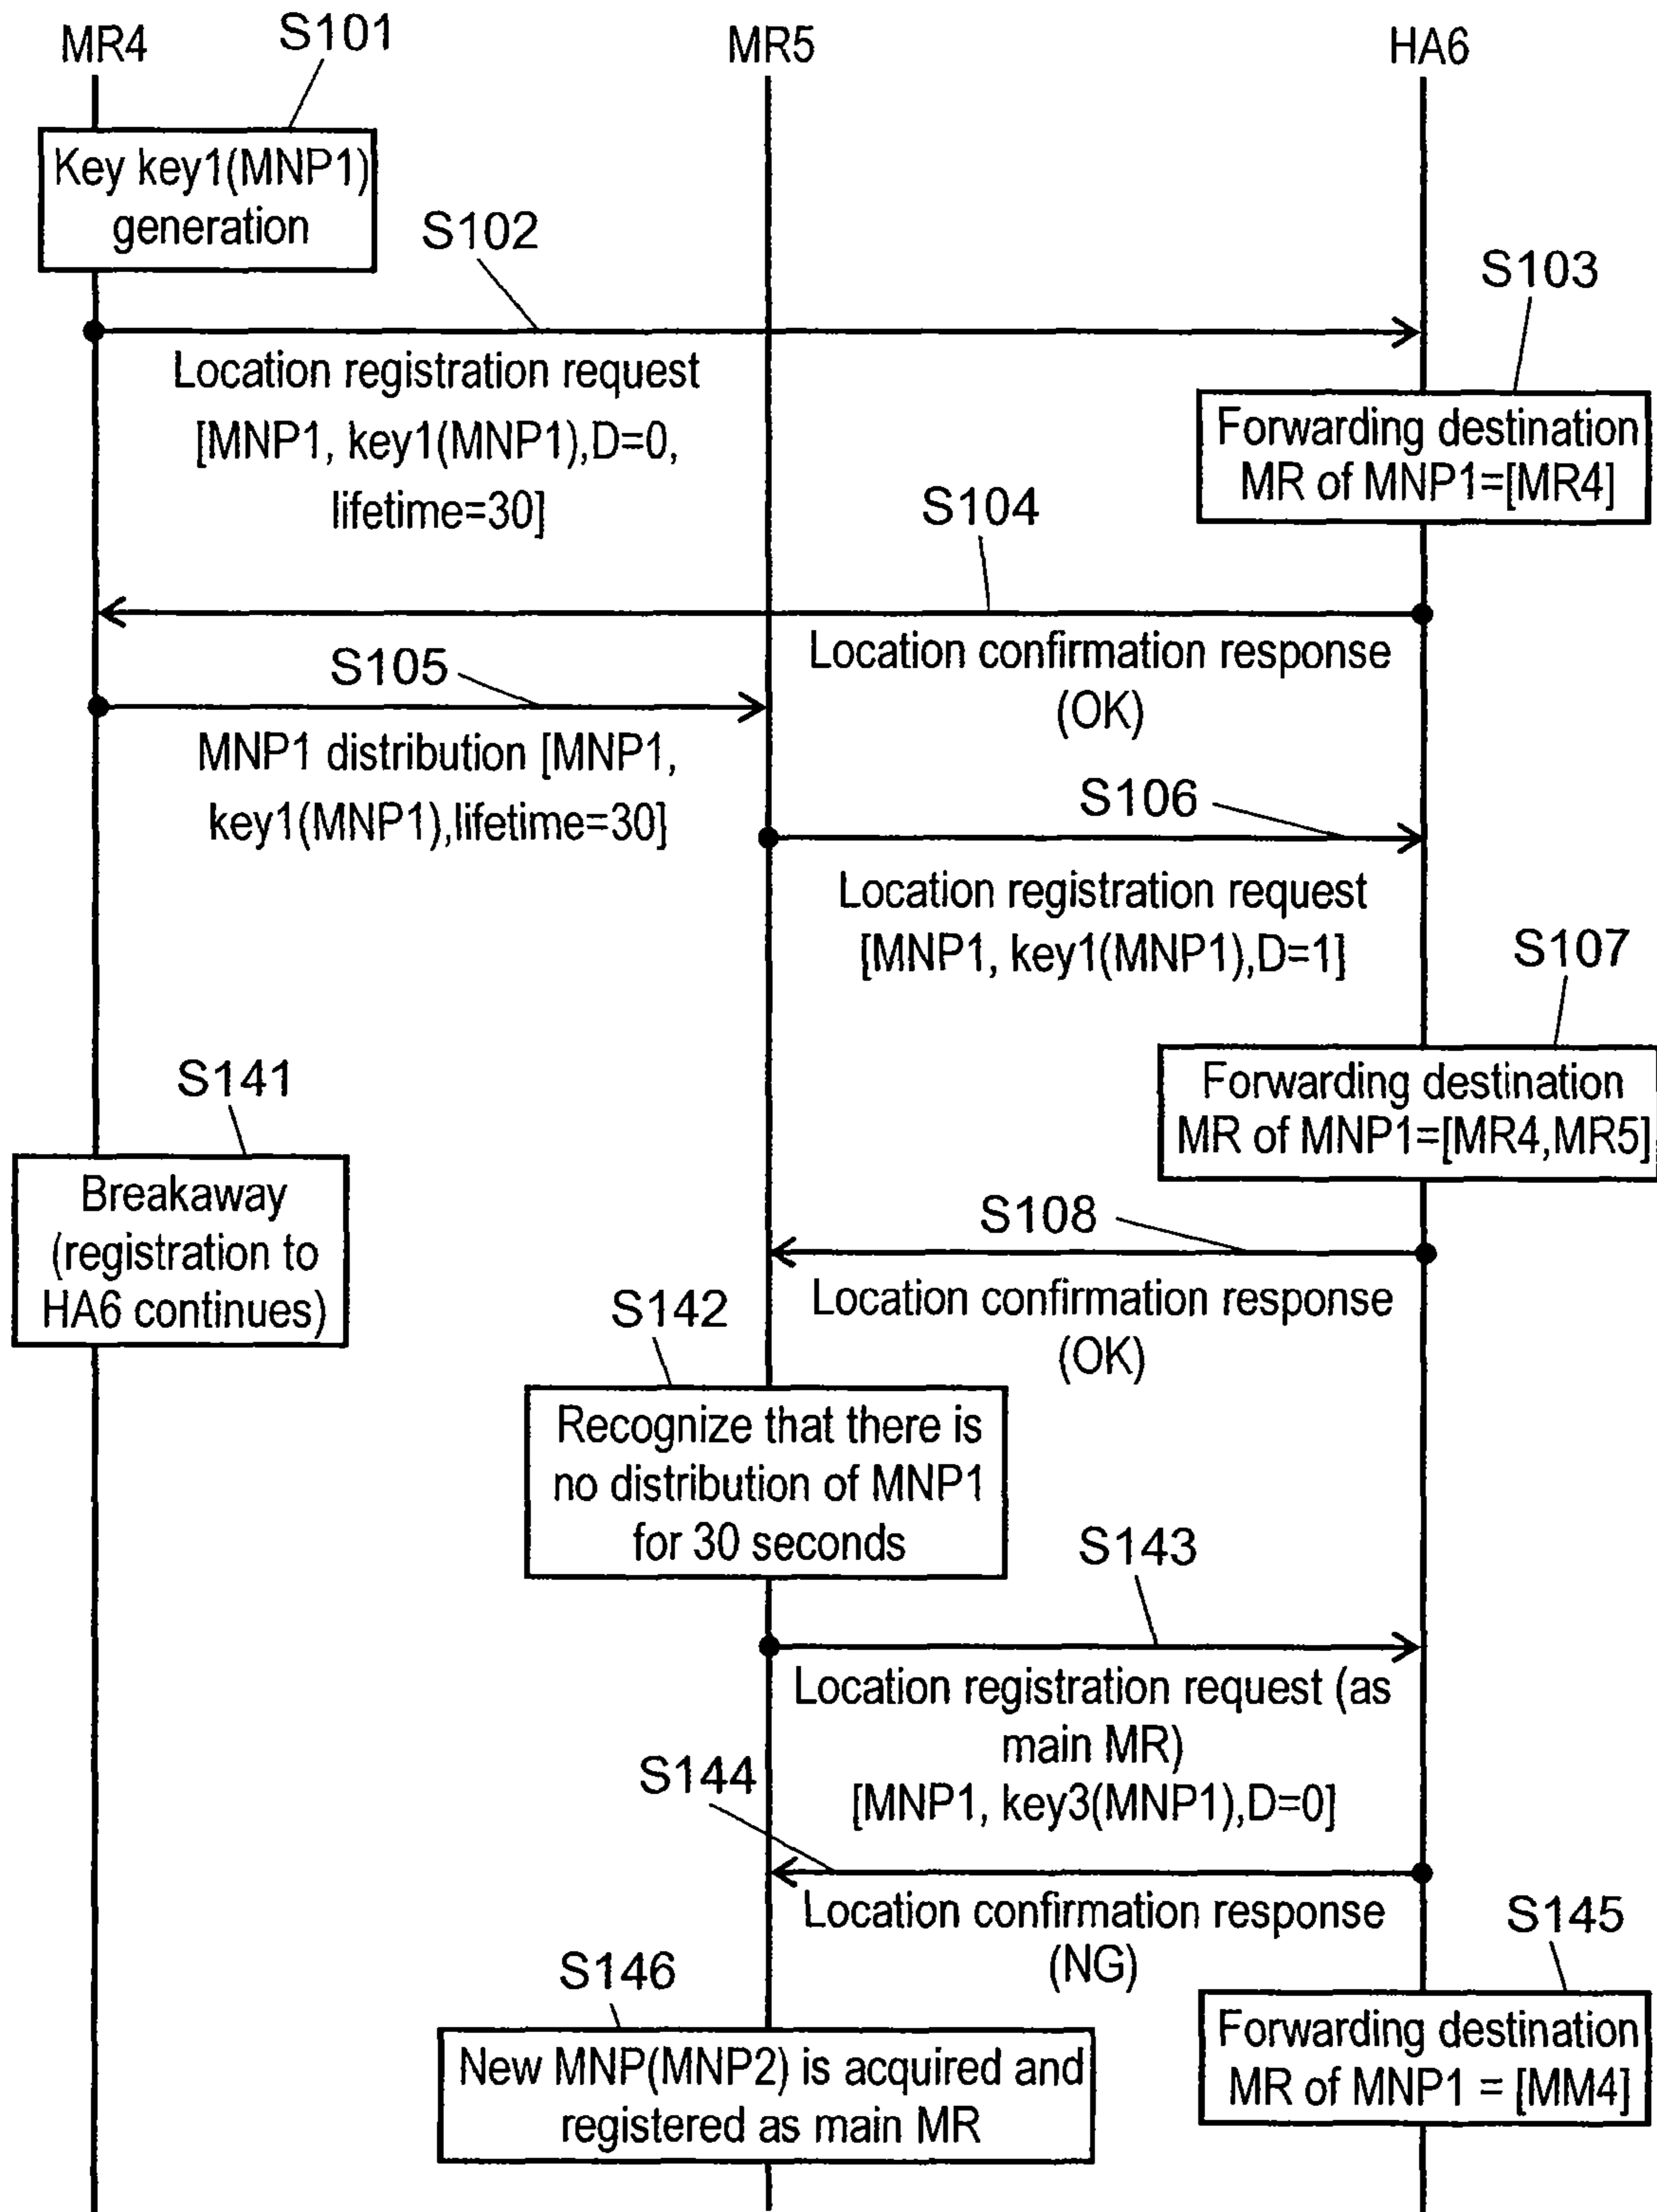 MR4
S101
MR5
HA6
Key key1(MNP1)
generation
S102
S103
Location registration request
[MNP1, key1(MNP1),D=0,
lifetime=30]
Forwarding destination
MR of MNP1=[MR4]
S104
Location confirmation response
(OK)
S105
MNP1 distribution [MNP1,
key1(MNP1),lifetime=30]
S106
Location registration request
[MNP1, key1(MNP1),D=1]
S107
Forwarding destination
MR of MNP1=[MR4,MR5]
S141
Breakaway
(registration to
HA6 continues)
S108
Location confirmation response
(OK)
S142
Recognize that there is
no distribution of MNP1
for 30 seconds
S143
Location registration request (as
main MR)
[MNP1, key3(MNP1),D=0]
S144
Location confirmation response
(NG)
S145
Forwarding destination
MR of MNP1 = [MM4]
S146
New MNP(MNP2) is acquired and
registered as main MR